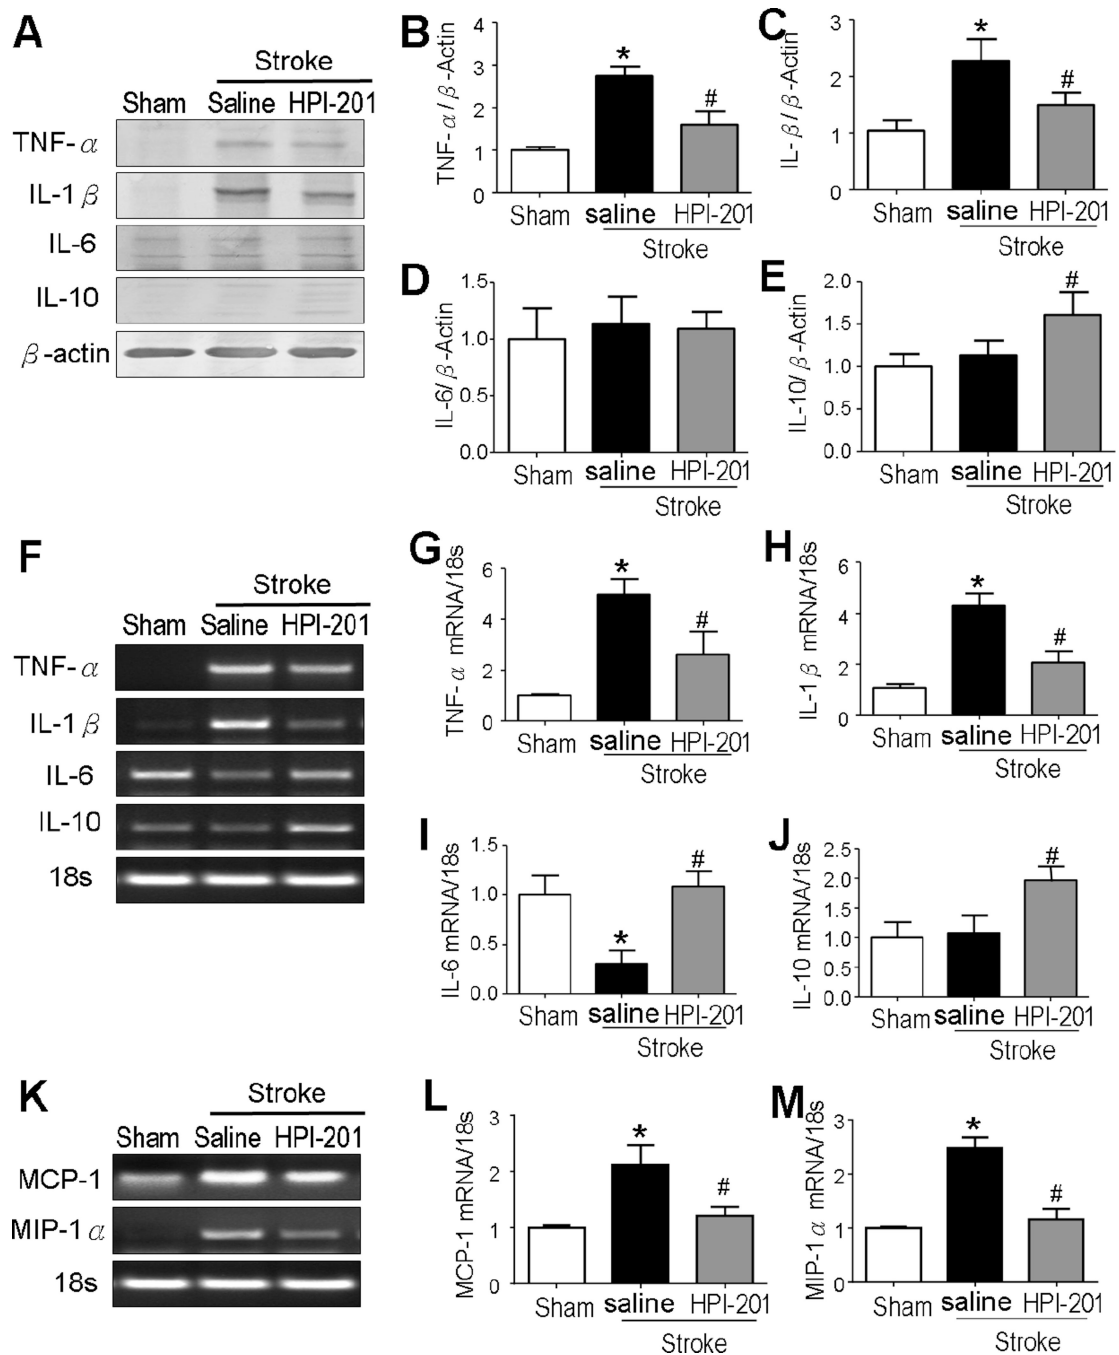 A
Stroke
Sham Saline HPI-201
TNF-α
IL-1β
IL-6
IL-10
β-actin
B
TNF-α/β-Actin
4
3
2
1
0
*
#
Sham saline HPI-201
Stroke
C
IL-β/β-Actin
3
2
1
0
*
#
Sham saline HPI-201
Stroke
D
IL-6/β-Actin
1.5
1.0
0.5
0.0
Sham saline HPI-201
Stroke
E
IL-10/β-Actin
2.0
1.5
1.0
0.5
0.0
#
Sham saline HPI-201
Stroke
F
Stroke
Sham Saline HPI-201
TNF-α
IL-1β
IL-6
IL-10
18s
G
TNF-α mRNA/18s
6
4
2
0
*
#
Sham saline HPI-201
Stroke
H
IL-1β mRNA/18s
6
4
2
0
*
#
Sham saline HPI-201
Stroke
I
IL-6 mRNA/18s
1.5
1.0
0.5
0.0
*
#
Sham saline HPI-201
Stroke
J
IL-10 mRNA/18s
2.5
2.0
1.5
1.0
0.5
0.0
#
Sham saline HPI-201
Stroke
K
Stroke
Sham Saline HPI-201
MCP-1
MIP-1α
18s
L
MCP-1 mRNA/18s
3
2
1
0
*
#
Sham saline HPI-201
Stroke
M
MIP-1α mRNA/18s
3
2
1
0
*
#
Sham saline HPI-201
Stroke